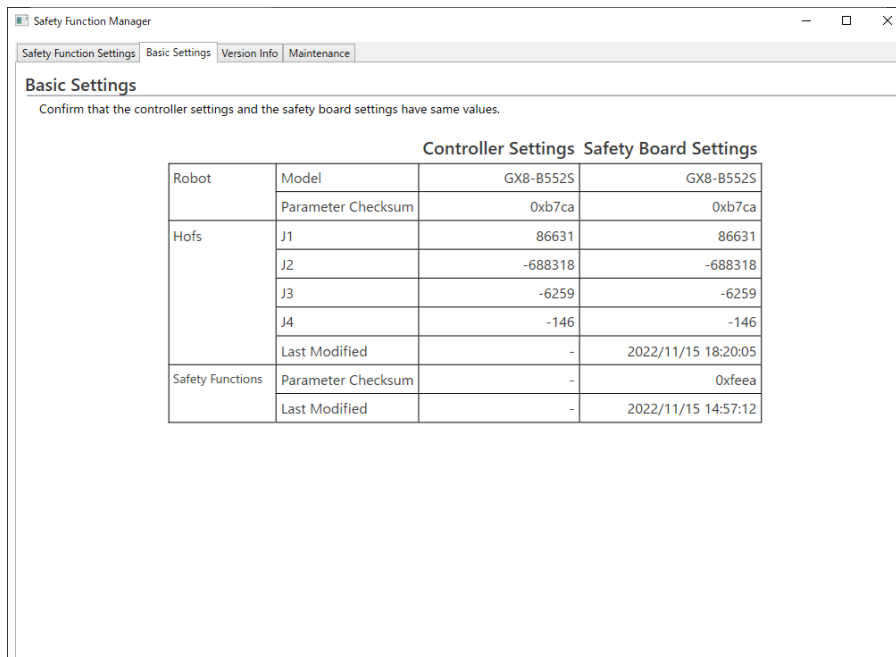 Safety Function Manager
Safety Function Settings Basic Settings Version Info Maintenance
Basic Settings
Confirm that the controller settings and the safety board settings have same values.
Controller Settings Safety Board Settings
Robot Model GX8-B552S GX8-B552S
Parameter Checksum 0xb7ca 0xb7ca
Hofs J1 86631 86631
J2 -688318 -688318
J3 -6259 -6259
J4 -146 -146
Last Modified - 2022/11/15 18:20:05
Safety Functions Parameter Checksum - 0xfeea
Last Modified - 2022/11/15 14:57:12